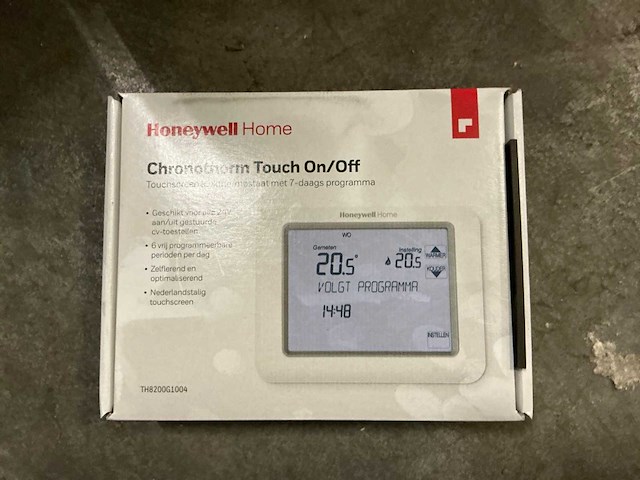 Honeywell Home
Chronotherm Touch On/Off
met 7-daags programma
• Geschikt voor alle 24V
aan/uit gestuurde
cv-toestellen
• 6 vrij programmeerbare
perioden per dag
• Zelflerend en
optimaliserend
• Nederlandstalig
touchscreen
Honeywell Home
WO
Gemeten
Instelling
20.5°
20.5
WARMER
KOUDER
VOLGT PROGRAMMA
14:48
INSTELLEN
TH8200G1004